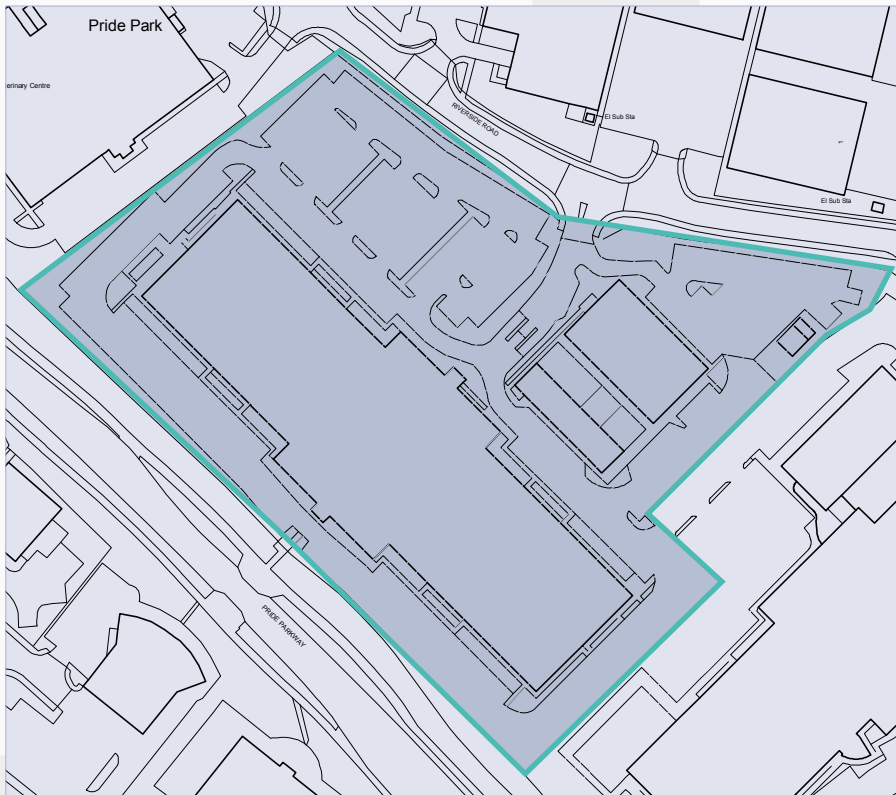 Pride Park
erinary Centre
RIVERSIDE ROAD
El Sub Sta
El Sub Sta
PRIDE PARKWAY